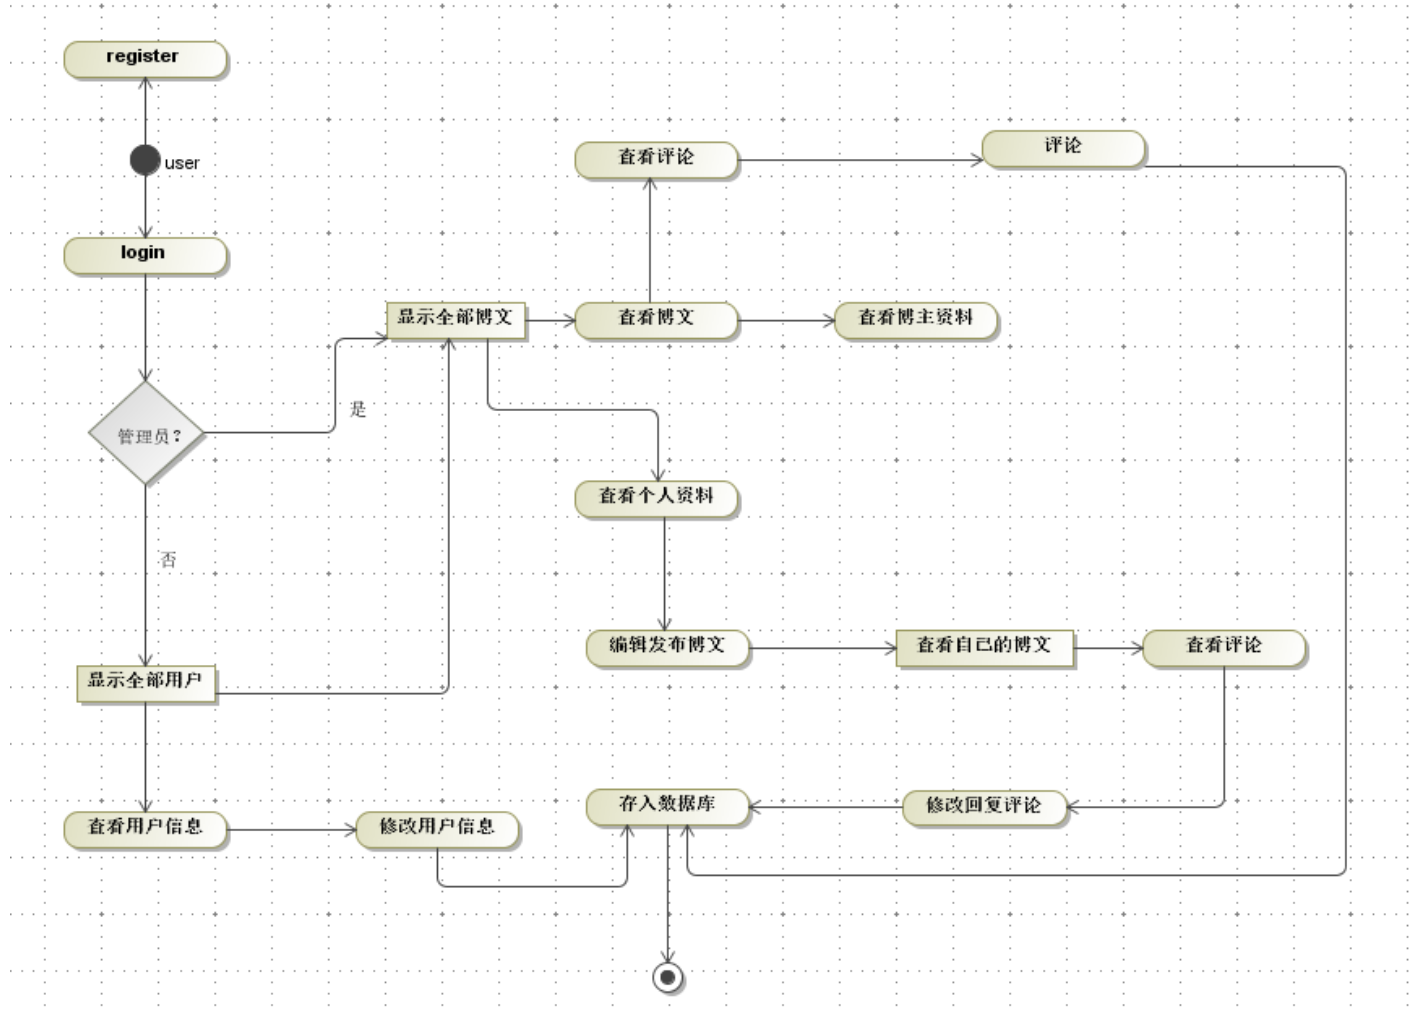 register
user
login
查看评论
评论
显示全部博文
查看博文
查看博主资料
是
管理员?
查看个人资料
否
编辑发布博文
查看自己的博文
查看评论
显示全部用户
存入数据库
修改回复评论
查看用户信息
修改用户信息